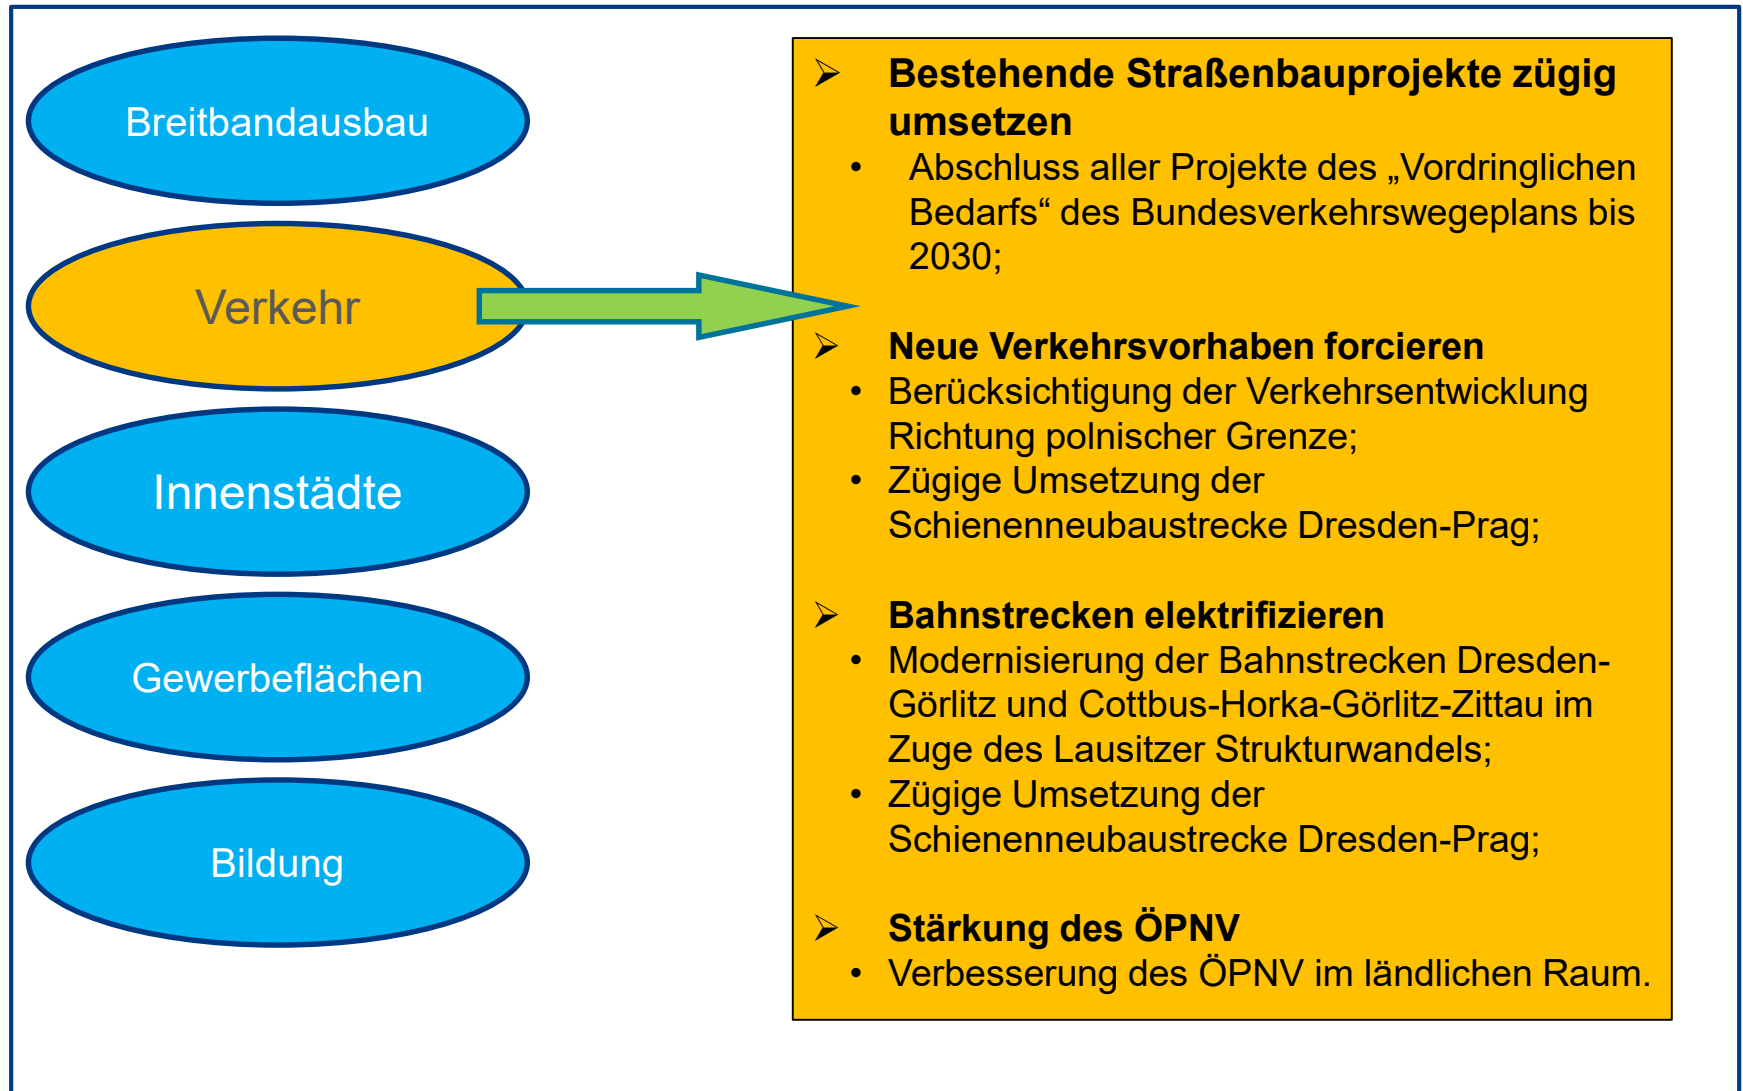 Breitbandausbau
Verkehr
Innenstädte
Gewerbeflächen
Bildung
➢ Bestehende Straßenbauprojekte zügig
umsetzen
• Abschluss aller Projekte des „Vordringlichen
Bedarfs“ des Bundesverkehrswegeplans bis
2030;
➢ Neue Verkehrsvorhaben forcieren
• Berücksichtigung der Verkehrsentwicklung
Richtung polnischer Grenze;
• Zügige Umsetzung der
Schienenneubaustrecke Dresden-Prag;
➢ Bahnstrecken elektrifizieren
• Modernisierung der Bahnstrecken Dresden-
Görlitz und Cottbus-Horka-Görlitz-Zittau im
Zuge des Lausitzer Strukturwandels;
• Zügige Umsetzung der
Schienenneubaustrecke Dresden-Prag;
➢ Stärkung des ÖPNV
• Verbesserung des ÖPNV im ländlichen Raum.